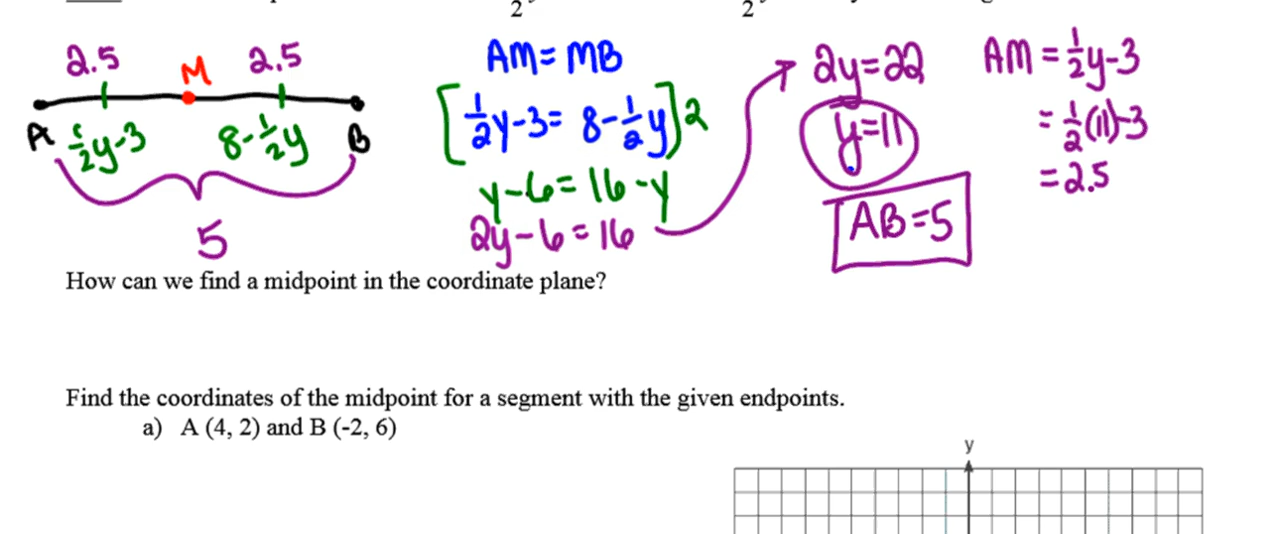 2 2
2.5 M 2.5
A ½y-3 8-½y B
5
AM = MB
[½y-3 = 8-½y]2
y-6 = 16-y
2y-6 = 16
2y=22
y=11
AB=5
AM = ½y-3
= ½(11)-3
= 2.5
How can we find a midpoint in the coordinate plane?
Find the coordinates of the midpoint for a segment with the given endpoints.
a) A (4, 2) and B (-2, 6)
y